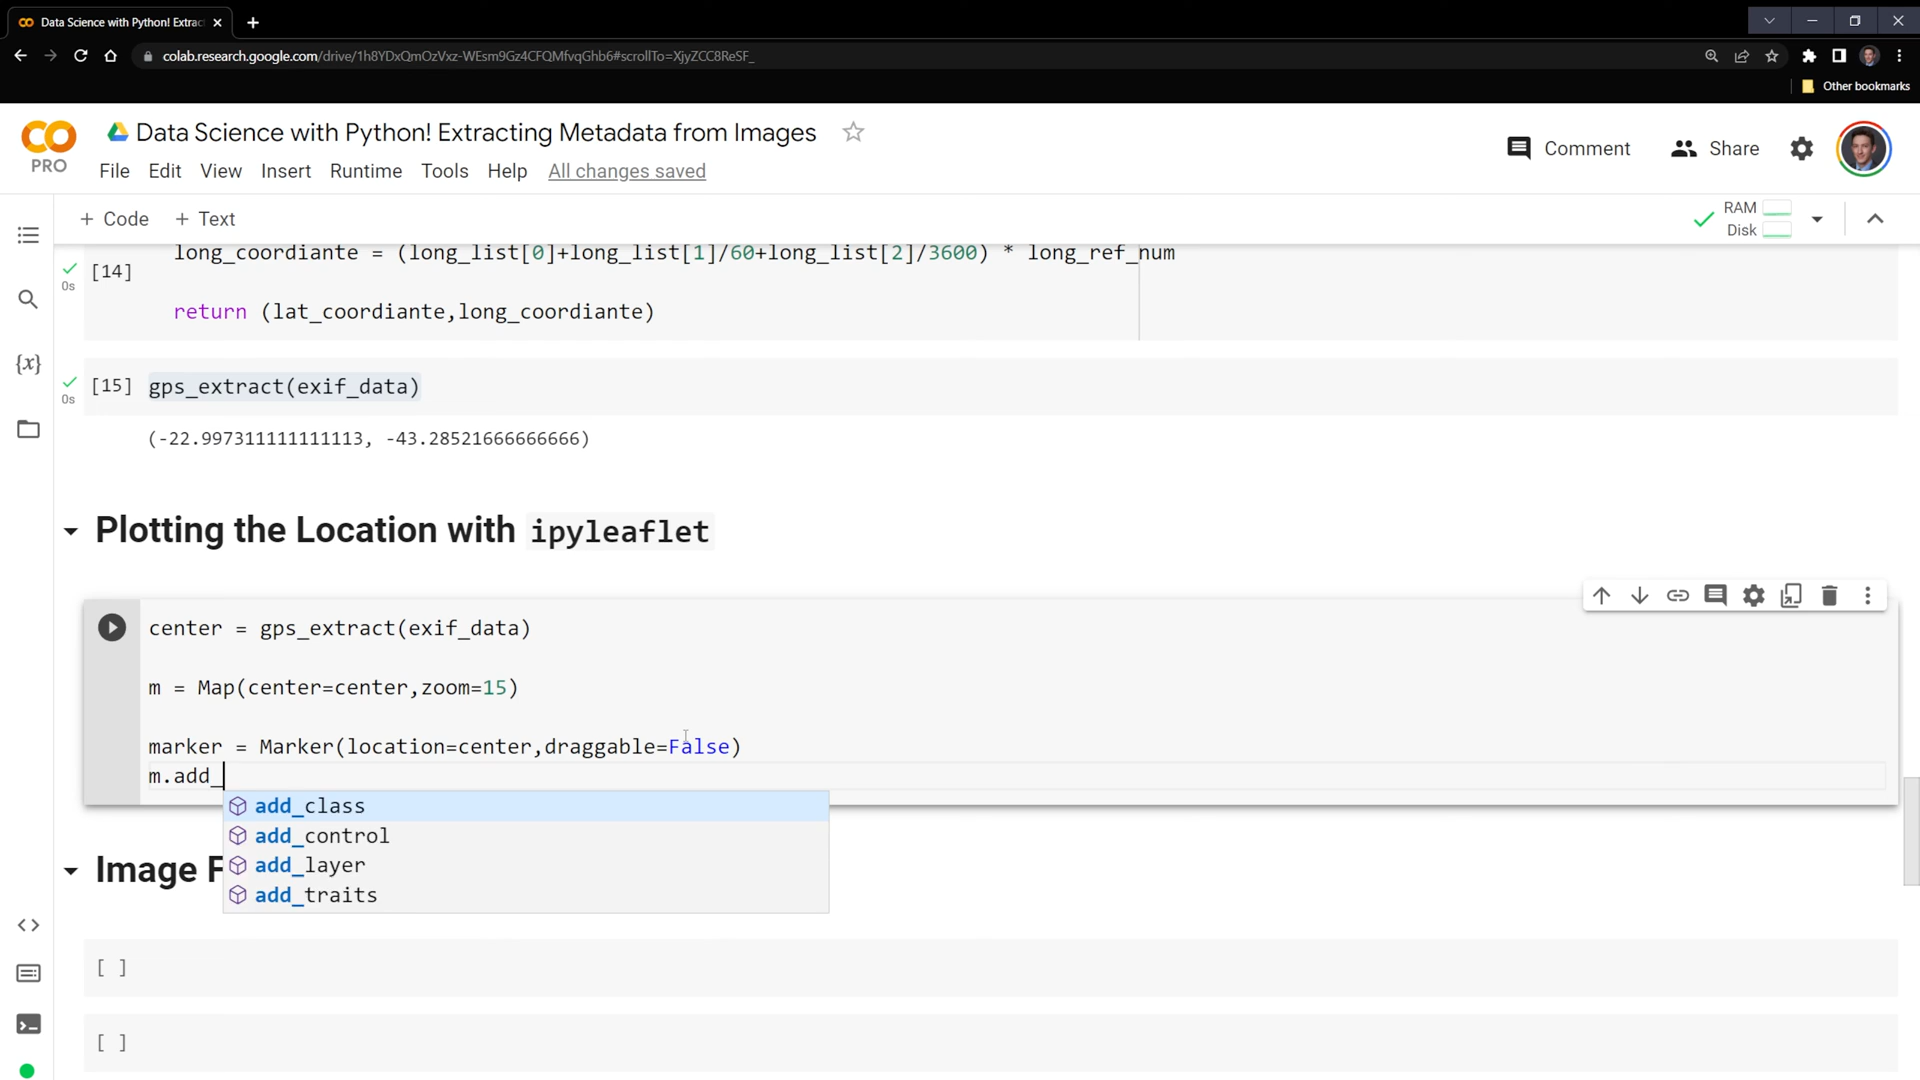 Data Science with Python! Extrac
colab.research.google.com/drive/1h8YDxQmOzVxz-WEsm9Gz4CFQMfvqGhb6#scrollTo=XjyZCC8ReSF_
Other bookmarks
PRO
Data Science with Python! Extracting Metadata from Images
Comment
Share
File Edit View Insert Runtime Tools Help All changes saved
+ Code + Text
RAM
Disk
long_coordiante = (long_list[0]+long_list[1]/60+long_list[2]/3600) * long_ref_num
[14]
0s
return (lat_coordiante,long_coordiante)
[15] gps_extract(exif_data)
0s
(-22.997311111111113, -43.28521666666666)
Plotting the Location with ipyleaflet
center = gps_extract(exif_data)
m = Map(center=center,zoom=15)
marker = Marker(location=center,draggable=False)
m.add_
add_class
add_control
add_layer
Image F
add_traits
[ ]
[ ]